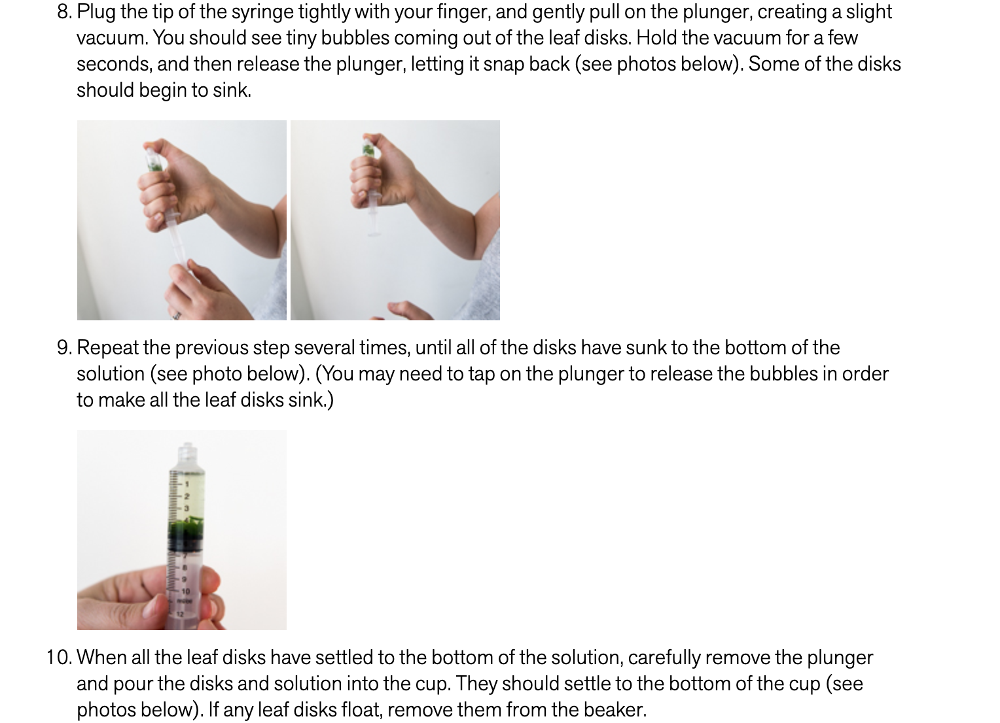 8. Plug the tip of the syringe tightly with your finger, and gently pull on the plunger, creating a slight
vacuum. You should see tiny bubbles coming out of the leaf disks. Hold the vacuum for a few
seconds, and then release the plunger, letting it snap back (see photos below). Some of the disks
should begin to sink.
9. Repeat the previous step several times, until all of the disks have sunk to the bottom of the
solution (see photo below). (You may need to tap on the plunger to release the bubbles in order
to make all the leaf disks sink.)
1
2
3
7
8
9
10
12
10. When all the leaf disks have settled to the bottom of the solution, carefully remove the plunger
and pour the disks and solution into the cup. They should settle to the bottom of the cup (see
photos below). If any leaf disks float, remove them from the beaker.